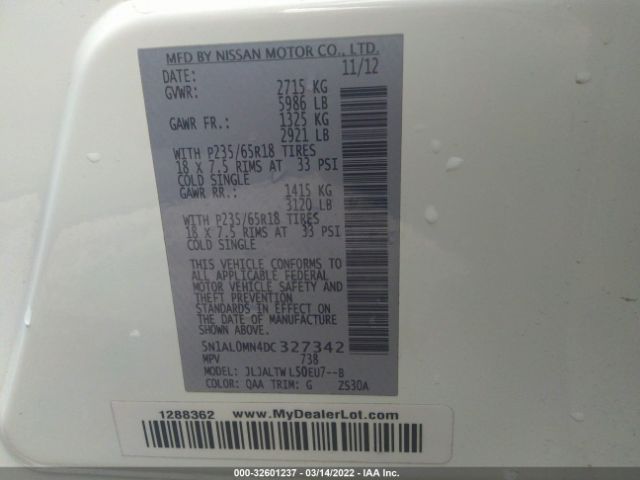 MFD BY NISSAN MOTOR CO., LTD.
DATE: 11/12
GVWR: 2715 KG
5986 LB
GAWR FR.: 1325 KG
2921 LB
WITH P235/65R18 TIRES
18 X 7.5 RIMS AT 33 PSI
COLD SINGLE
GAWR RR.: 1415 KG
3120 LB
WITH P235/65R18 TIRES
18 X 7.5 RIMS AT 33 PSI
COLD SINGLE
THIS VEHICLE CONFORMS TO
ALL APPLICABLE FEDERAL
MOTOR VEHICLE SAFETY AND
THEFT PREVENTION
STANDARDS IN EFFECT ON
THE DATE OF MANUFACTURE
SHOWN ABOVE.
5N1AL0MN4DC 327342
MPV 738
MODEL: JLJALTWL50EU7--B
COLOR: QAA TRIM: G ZS30A
1288362 www.MyDealerLot.com
000-32601237 - 03/14/2022 - IAA Inc.